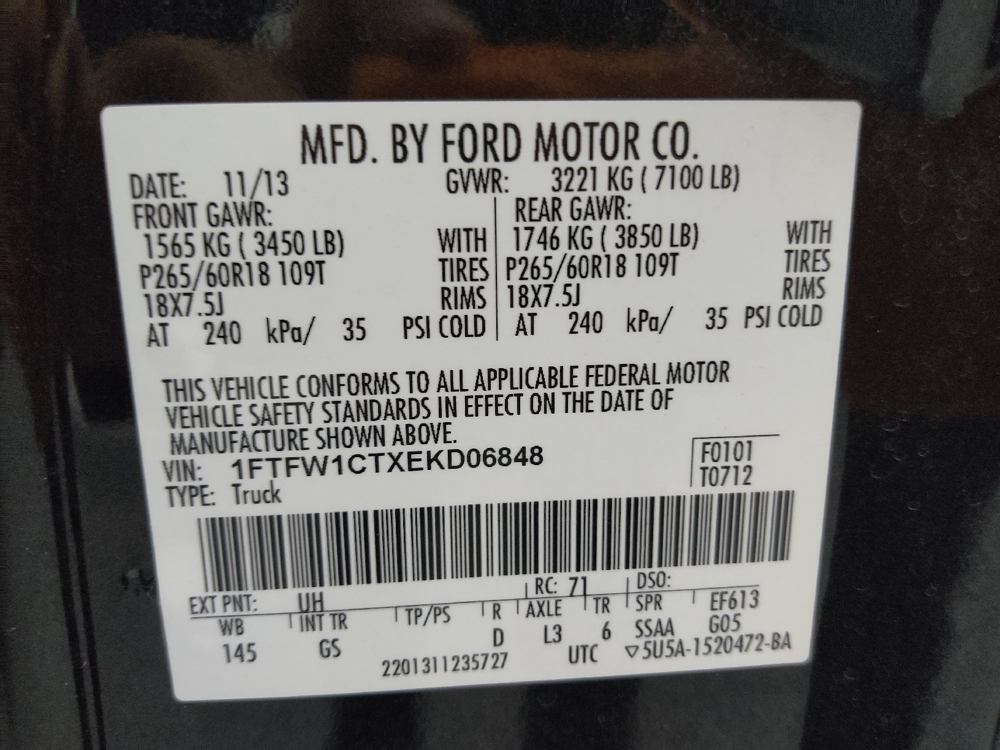 MFD. BY FORD MOTOR CO.
DATE: 11/13 GVWR: 3221 KG ( 7100 LB)
FRONT GAWR: REAR GAWR:
1565 KG ( 3450 LB) WITH 1746 KG ( 3850 LB) WITH
P265/60R18 109T TIRES P265/60R18 109T TIRES
18X7.5J RIMS 18X7.5J RIMS
AT 240 kPa/ 35 PSI COLD AT 240 kPa/ 35 PSI COLD
THIS VEHICLE CONFORMS TO ALL APPLICABLE FEDERAL MOTOR
VEHICLE SAFETY STANDARDS IN EFFECT ON THE DATE OF
MANUFACTURE SHOWN ABOVE.
VIN: 1FTFW1CTXEKD06848 F0101
TYPE: Truck T0712
EXT PNT: UH RC: 71 DSO:
WB INT TR TP/PS R AXLE TR SPR EF613
145 GS D L3 6 SSAA G05
2201311235727 UTC ▽5U5A-1520472-BA